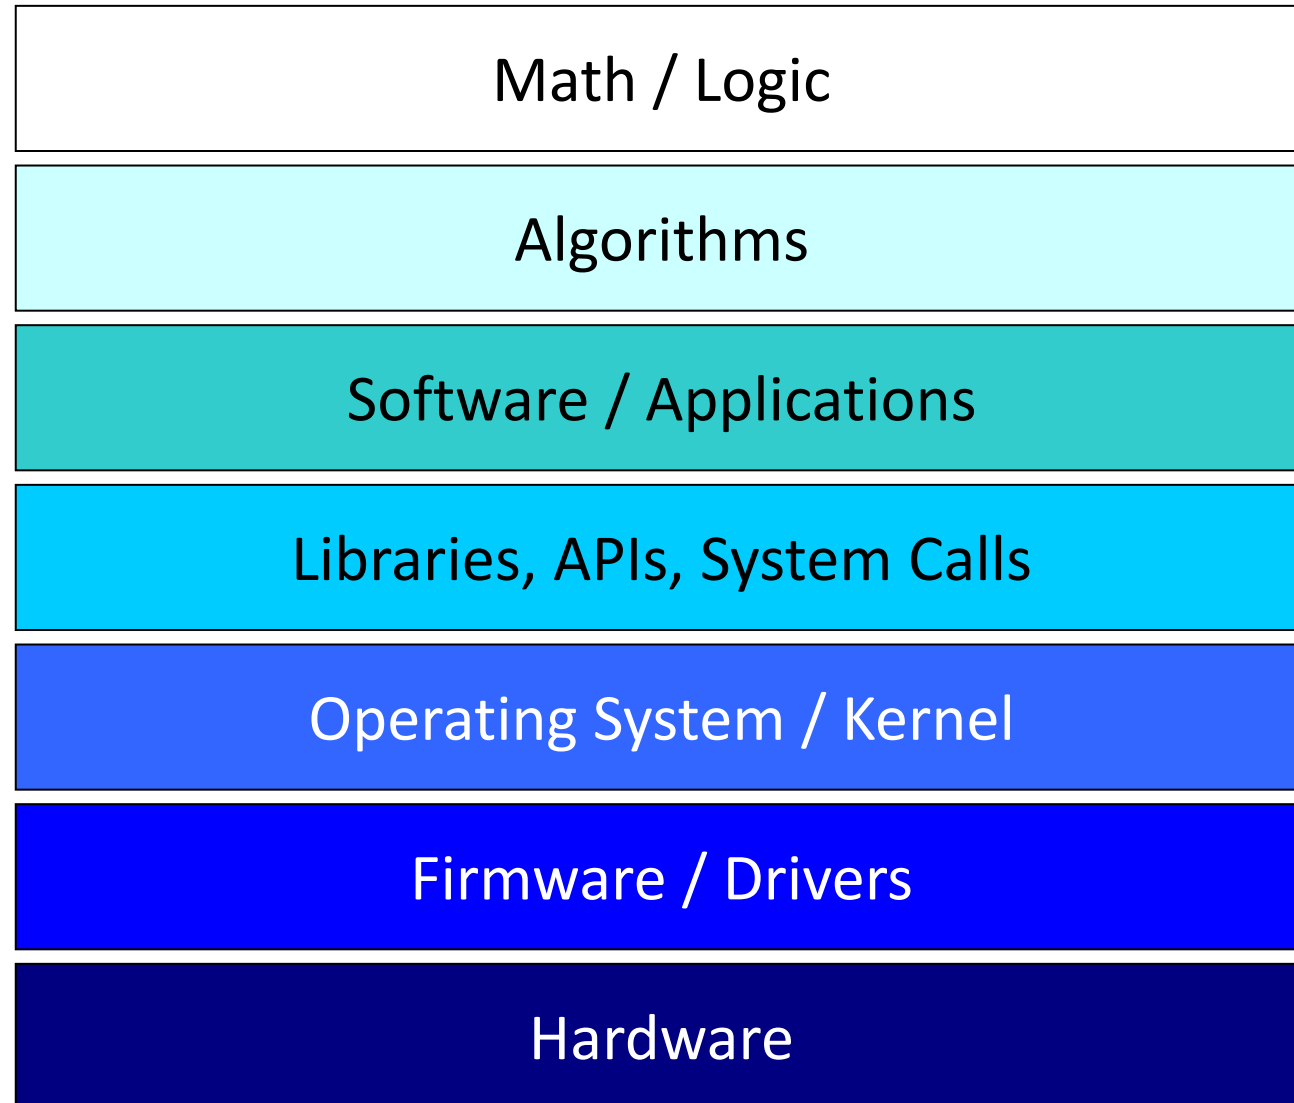 Math / Logic
Algorithms
Software / Applications
Libraries, APIs, System Calls
Operating System / Kernel
Firmware / Drivers
Hardware